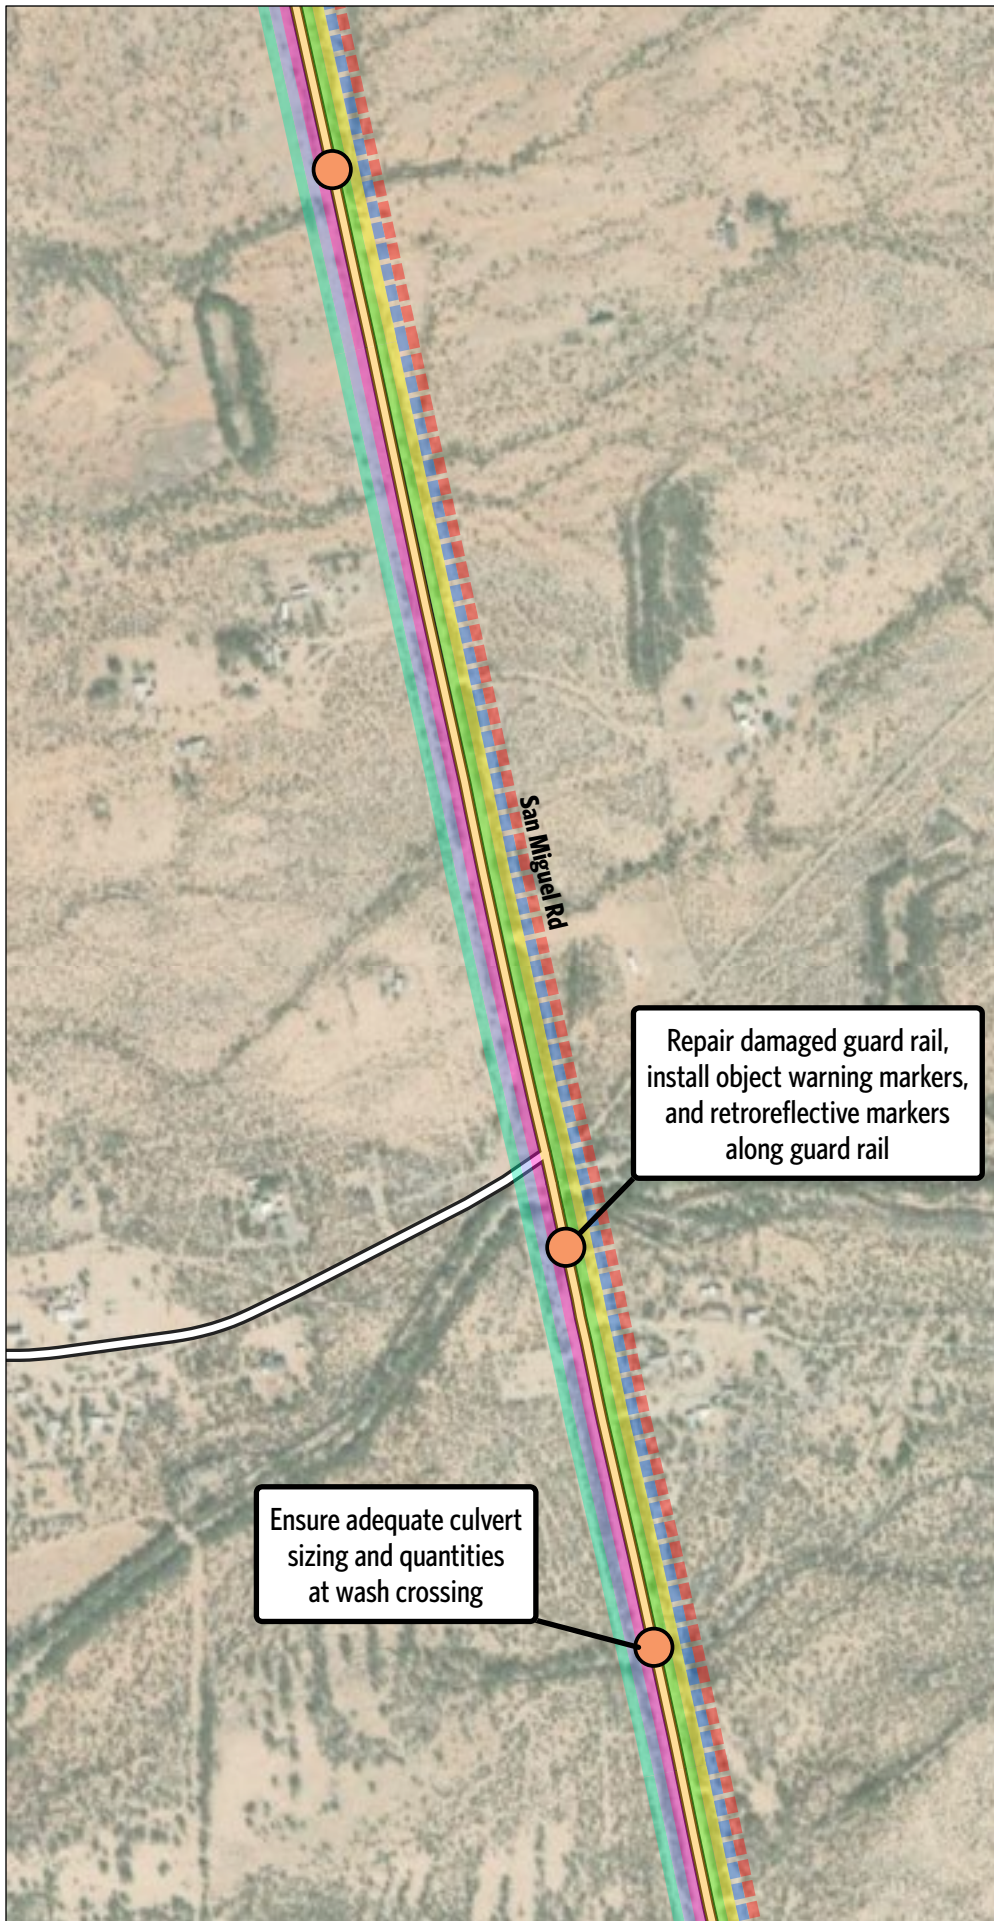 San Miguel Rd
Repair damaged guard rail,
install object warning markers,
and retroreflective markers
along guard rail
Ensure adequate culvert
sizing and quantities
at wash crossing